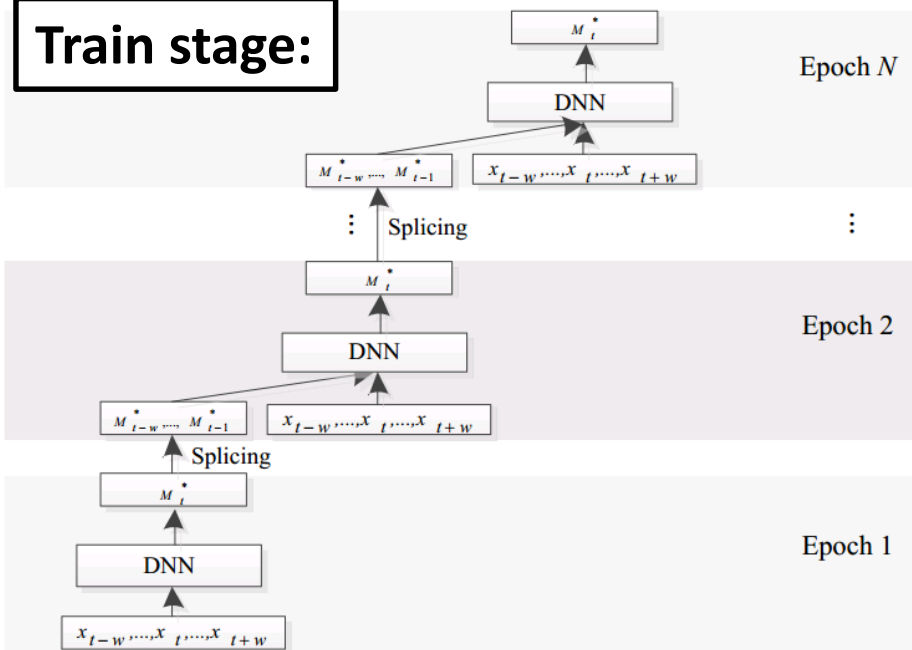 Train stage:
M*t
Epoch N
DNN
M*t−w,..., M*t−1
xt−w,...,xt,...,xt+w
⋮ Splicing ⋮
M*t
Epoch 2
DNN
M*t−w,..., M*t−1
xt−w,...,xt,...,xt+w
Splicing
M*t
Epoch 1
DNN
xt−w,...,xt,...,xt+w